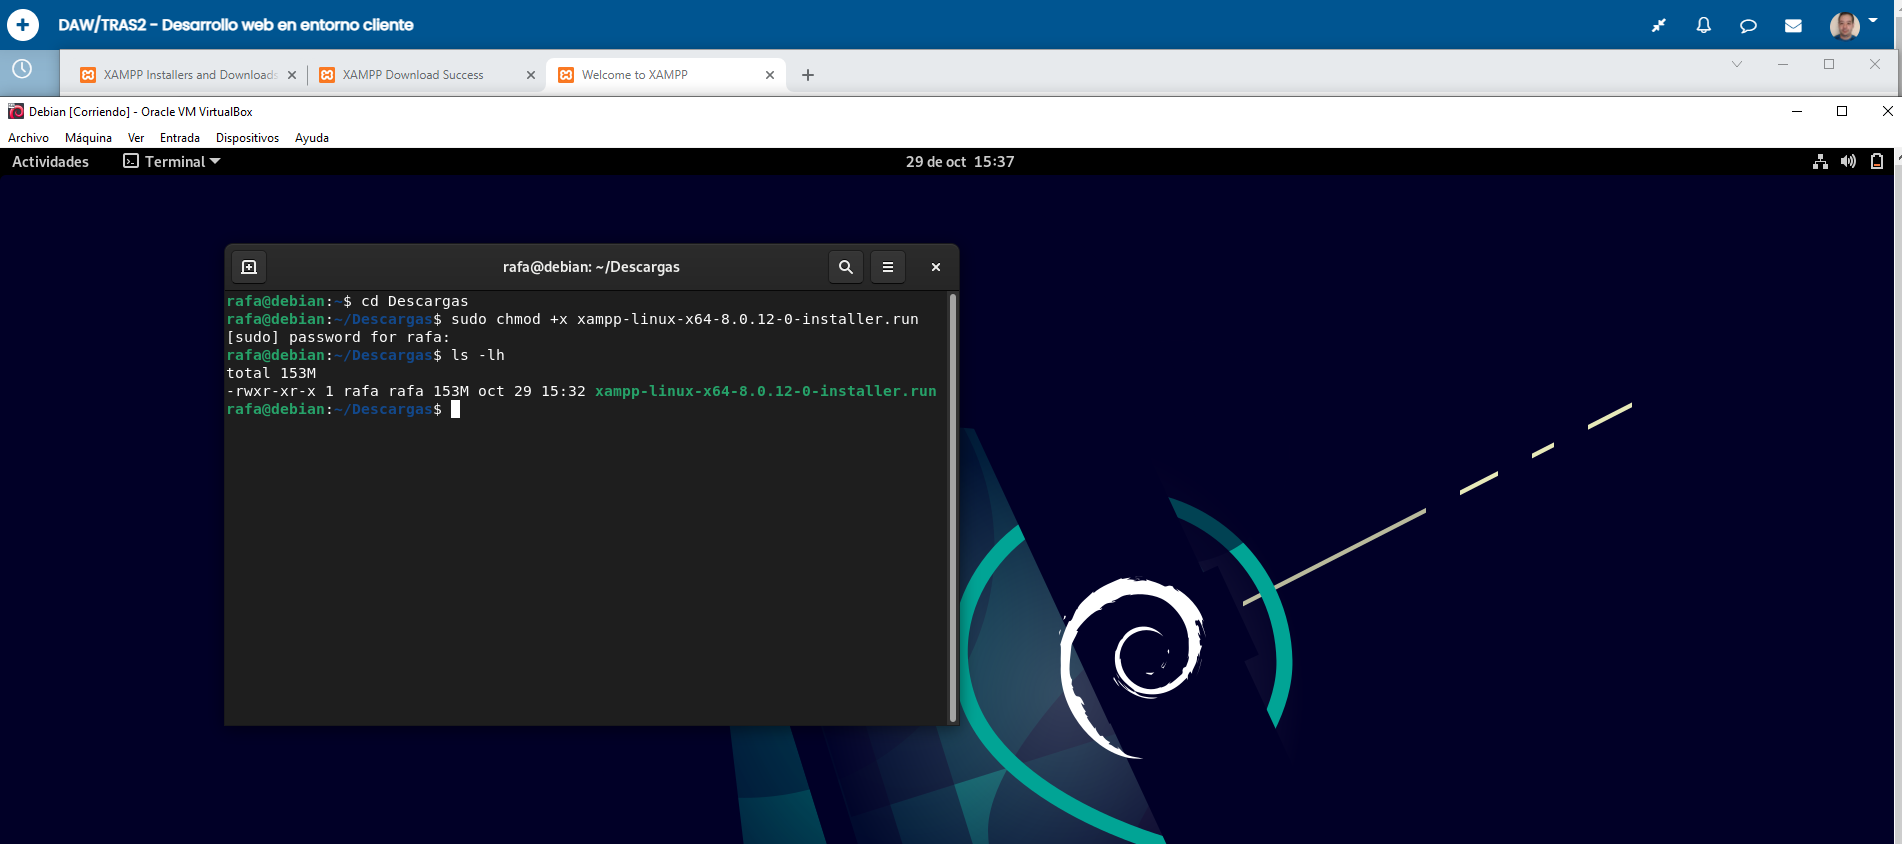 DAW/TRAS2 - Desarrollo web en entorno cliente
XAMPP Installers and Downloads
XAMPP Download Success
Welcome to XAMPP
Debian [Corriendo] - Oracle VM VirtualBox
Archivo Máquina Ver Entrada Dispositivos Ayuda
Actividades Terminal 29 de oct 15:37
rafa@debian: ~/Descargas
rafa@debian:~$ cd Descargas
rafa@debian:~/Descargas$ sudo chmod +x xampp-linux-x64-8.0.12-0-installer.run
[sudo] password for rafa:
rafa@debian:~/Descargas$ ls -lh
total 153M
-rwxr-xr-x 1 rafa rafa 153M oct 29 15:32 xampp-linux-x64-8.0.12-0-installer.run
rafa@debian:~/Descargas$